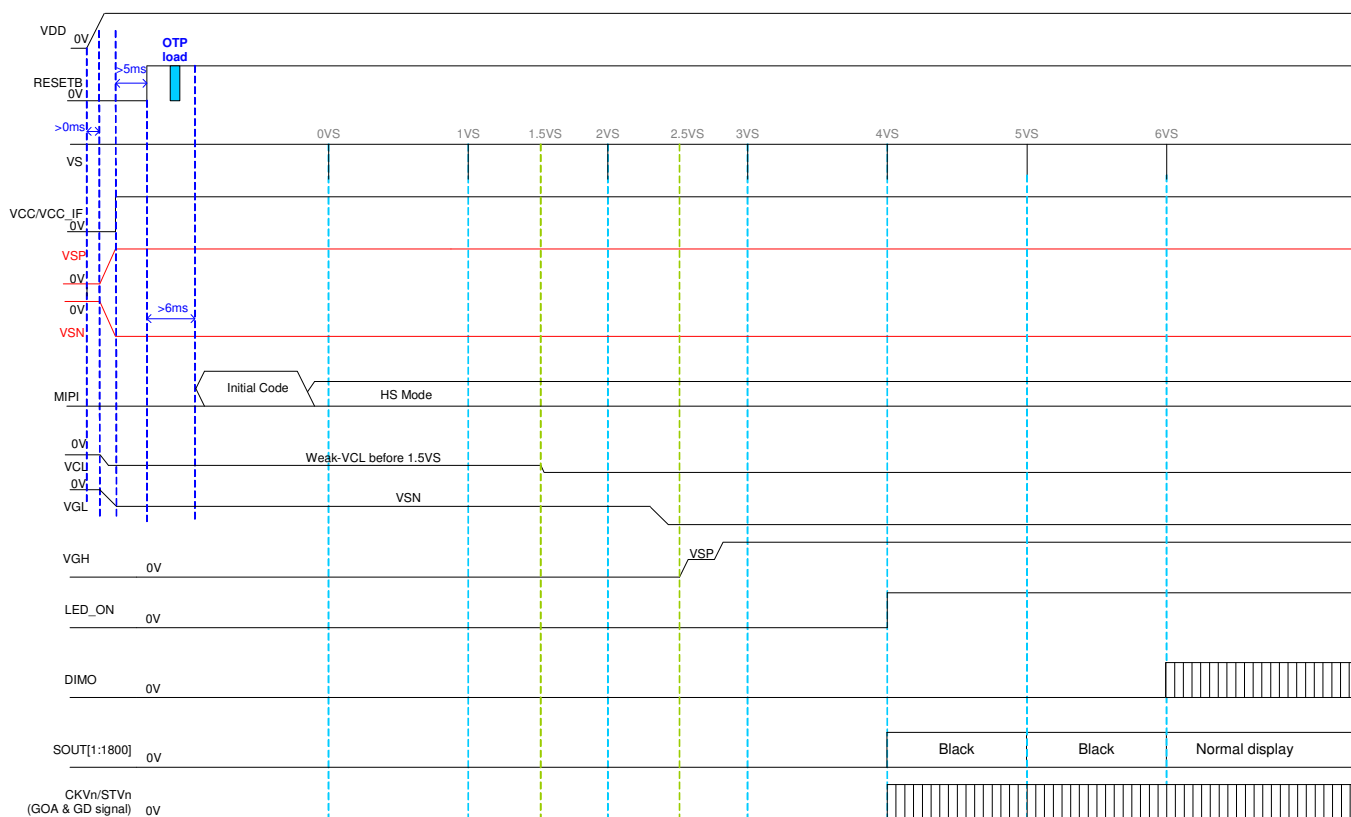 VDD
0V
OTP
load
>5ms
RESETB
0V
>0ms
0VS
1VS
1.5VS
2VS
2.5VS
3VS
4VS
5VS
6VS
VS
VCC/VCC_IF
0V
VSP
0V
0V
>6ms
VSN
Initial Code
MIPI
HS Mode
0V
VCL
Weak-VCL before 1.5VS
0V
VGL
VSN
VGH
0V
VSP
LED_ON
0V
DIMO
0V
SOUT[1:1800]
0V
Black
Black
Normal display
CKVn/STVn
(GOA & GD signal)
0V